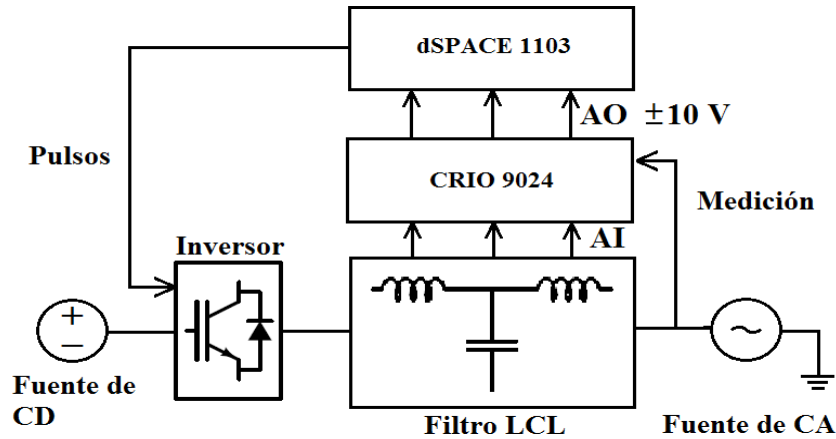 dSPACE 1103
AO ±10 V
Pulsos
CRIO 9024
Medición
Inversor
AI
Fuente de
CD
Filtro LCL
Fuente de CA